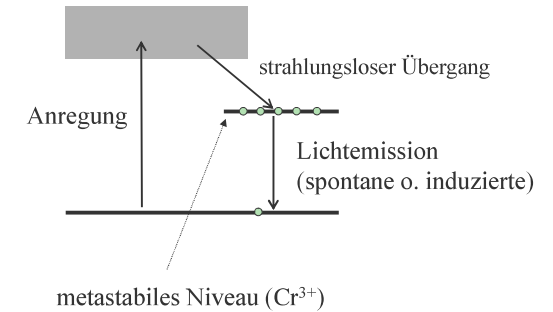 strahlungsloser Übergang
Anregung
Lichtemission
(spontane o. induzierte)
metastabiles Niveau (Cr³⁺)